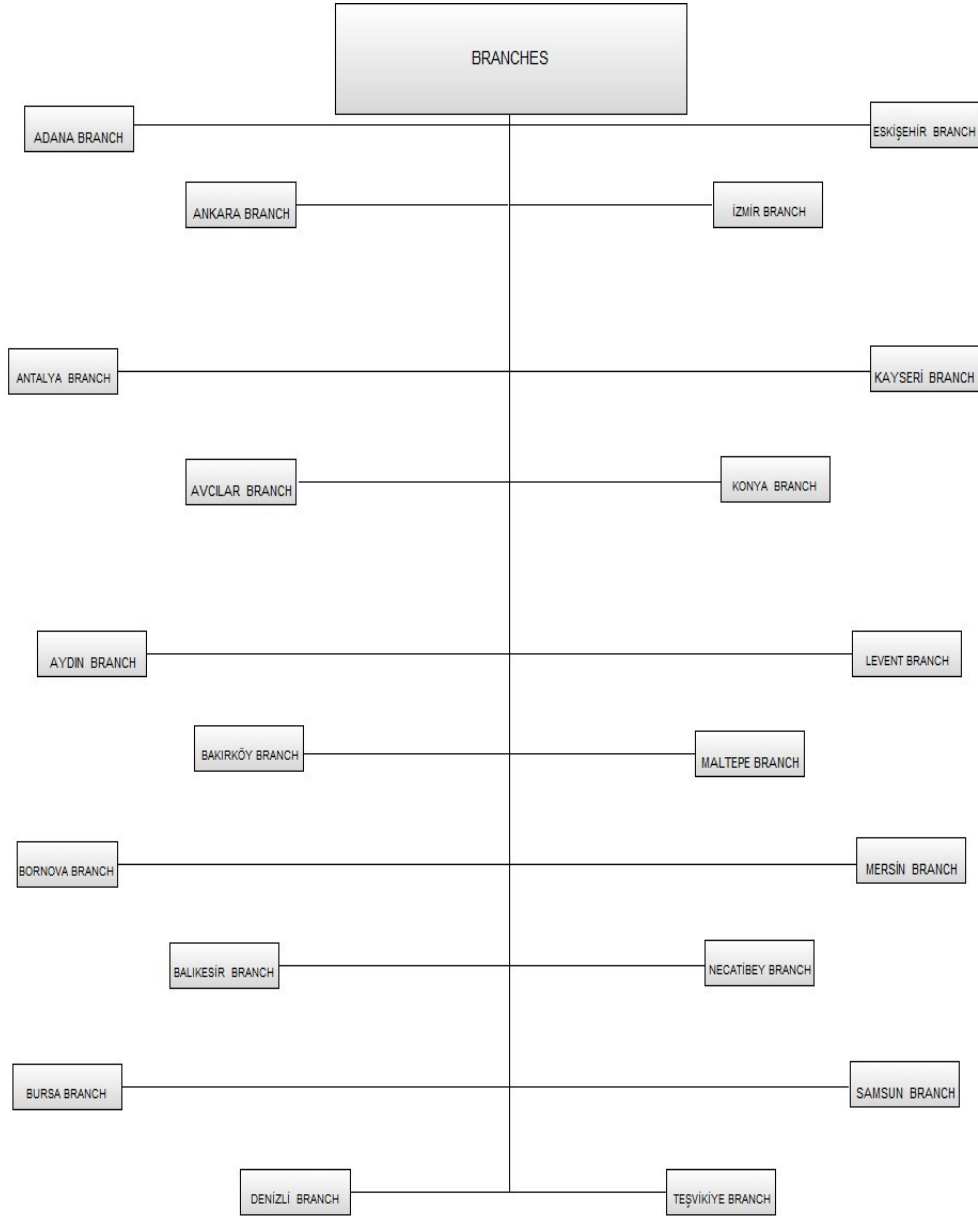 BRANCHES
ADANA BRANCH
ESKİŞEHİR BRANCH
ANKARA BRANCH
İZMİR BRANCH
ANTALYA BRANCH
KAYSERİ BRANCH
AVCILAR BRANCH
KONYA BRANCH
AYDIN BRANCH
LEVENT BRANCH
BAKIRKÖY BRANCH
MALTEPE BRANCH
BORNOVA BRANCH
MERSİN BRANCH
BALIKESİR BRANCH
NECATİBEY BRANCH
BURSA BRANCH
SAMSUN BRANCH
DENİZLİ BRANCH
TEŞVİKİYE BRANCH